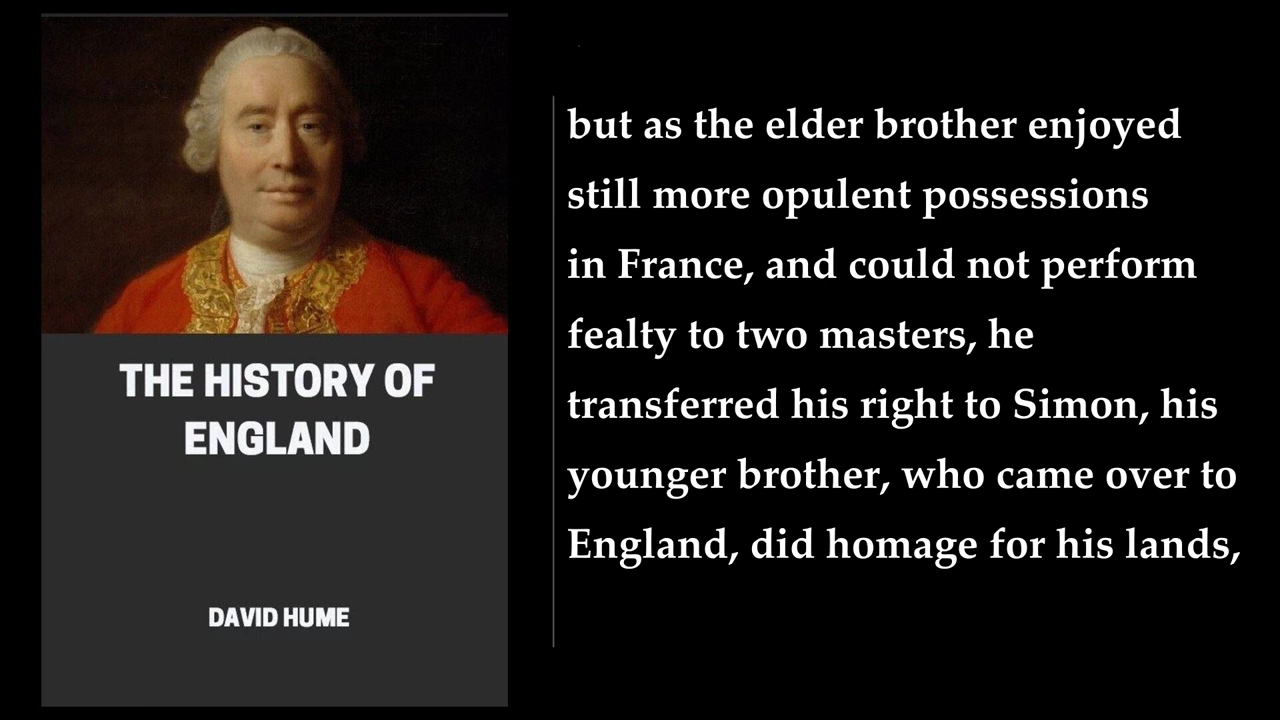 THE HISTORY OF
ENGLAND
DAVID HUME
but as the elder brother enjoyed
still more opulent possessions
in France, and could not perform
fealty to two masters, he
transferred his right to Simon, his
younger brother, who came over to
England, did homage for his lands,